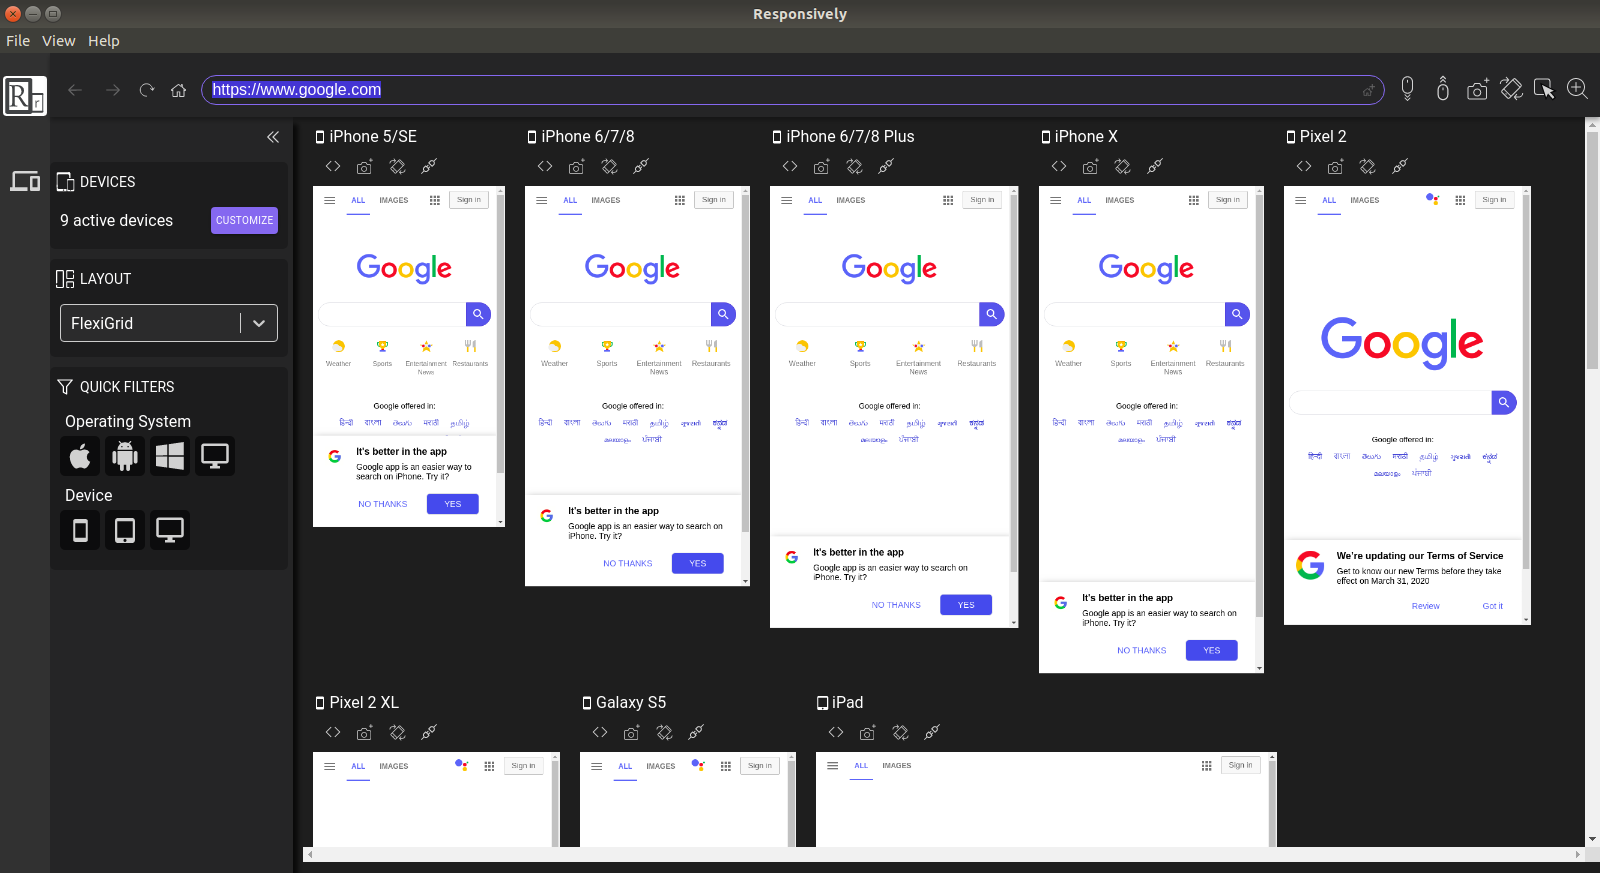 Responsively
File View Help
R r
https://www.google.com
DEVICES
9 active devices
CUSTOMIZE
LAYOUT
FlexiGrid
QUICK FILTERS
Operating System
Device
iPhone 5/SE
ALL IMAGES Sign in
Google
Weather Sports Entertainment News Restaurants
Google offered in:
हिन्दी বাংলা తెలుగు मराठी தமிழ்
It's better in the app
Google app is an easier way to
search on iPhone. Try it?
NO THANKS YES
iPhone 6/7/8
ALL IMAGES Sign in
Google
Weather Sports Entertainment News Restaurants
Google offered in:
हिन्दी বাংলা తెలుగు मराठी தமிழ் ગુજરાતી ಕನ್ನಡ
മലയാളം ਪੰਜਾਬੀ
It's better in the app
Google app is an easier way to search on
iPhone. Try it?
NO THANKS YES
iPhone 6/7/8 Plus
ALL IMAGES Sign in
Google
Weather Sports Entertainment News Restaurants
Google offered in:
हिन्दी বাংলা తెలుగు मराठी தமிழ் ગુજરાતી ಕನ್ನಡ
മലയാളം ਪੰਜਾਬੀ
It's better in the app
Google app is an easier way to search on
iPhone. Try it?
NO THANKS YES
iPhone X
ALL IMAGES Sign in
Google
Weather Sports Entertainment News Restaurants
Google offered in:
हिन्दी বাংলা తెలుగు मराठी தமிழ் ગુજરાતી ಕನ್ನಡ
മലയാളം ਪੰਜਾਬੀ
It's better in the app
Google app is an easier way to search on
iPhone. Try it?
NO THANKS YES
Pixel 2
ALL IMAGES Sign in
Google
Google offered in:
हिन्दी বাংলা తెలుగు मराठी தமிழ் ગુજરાતી ಕನ್ನಡ
മലയാളം ਪੰਜਾਬੀ
We're updating our Terms of Service
Get to know our new Terms before they take
effect on March 31, 2020
Review Got it
Pixel 2 XL
ALL IMAGES Sign in
Galaxy S5
ALL IMAGES Sign in
iPad
ALL IMAGES Sign in